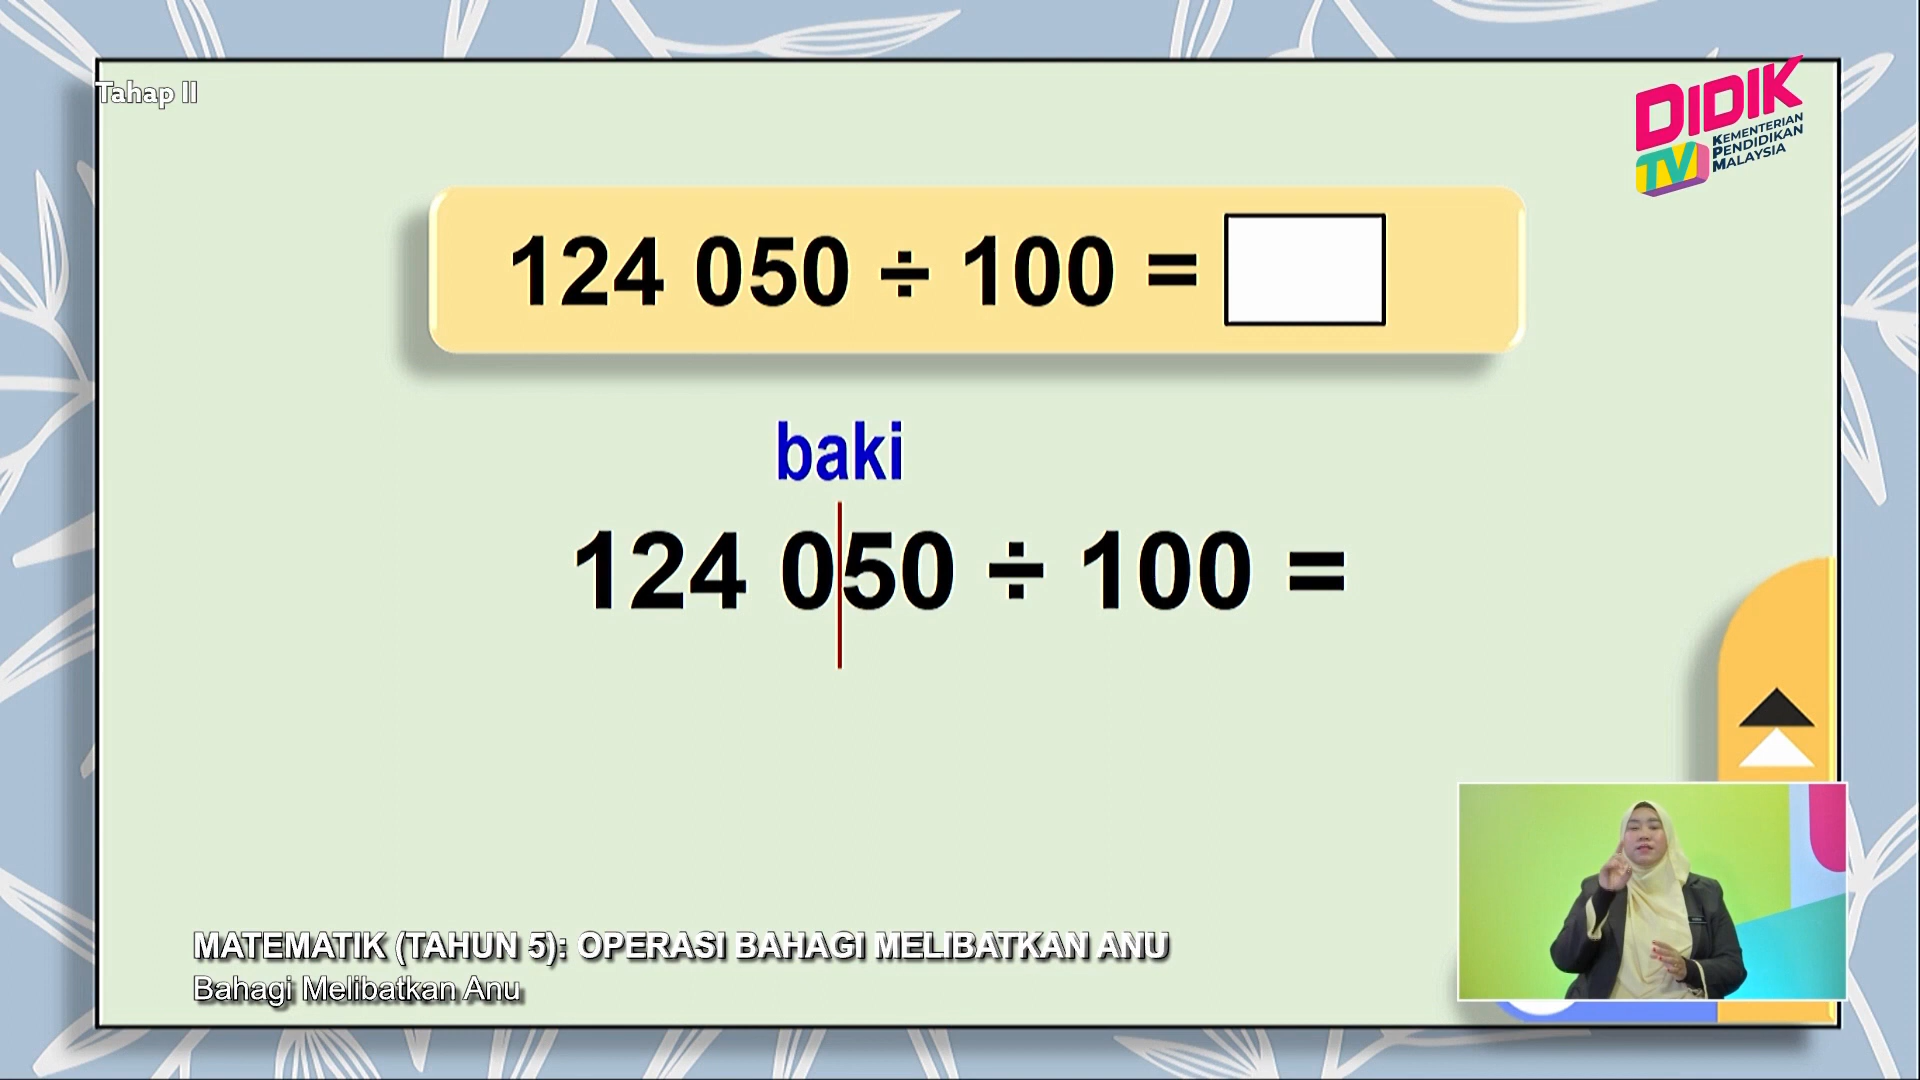 Tahap II
DIDIK
TV
KEMENTERIAN
PENDIDIKAN
MALAYSIA
124 050 ÷ 100 =
baki
124 050 ÷ 100 =
MATEMATIK (TAHUN 5): OPERASI BAHAGI MELIBATKAN ANU
Bahagi Melibatkan Anu